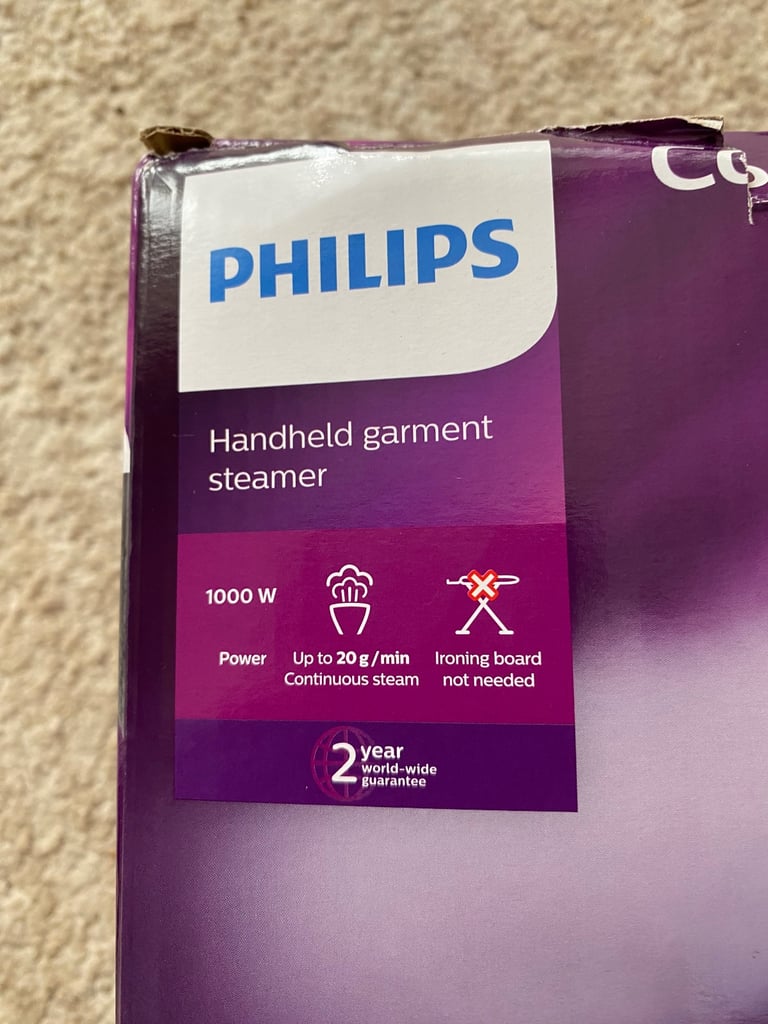 PHILIPS
Handheld garment
steamer
1000 W
Power
Up to 20 g/min
Continuous steam
Ironing board
not needed
2 year
world-wide
guarantee